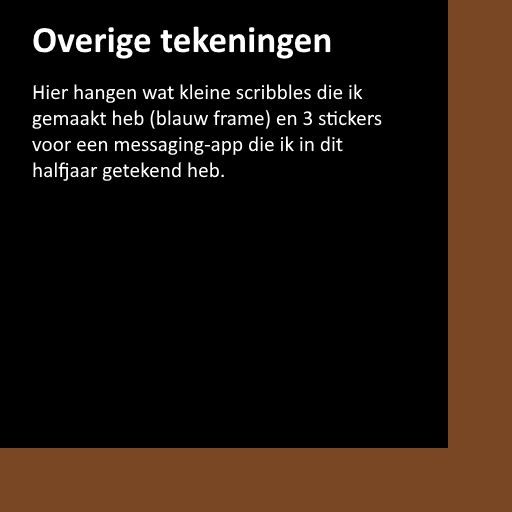 Overige tekeningen
Hier hangen wat kleine scribbles die ik
gemaakt heb (blauw frame) en 3 stickers
voor een messaging-app die ik in dit
halfjaar getekend heb.